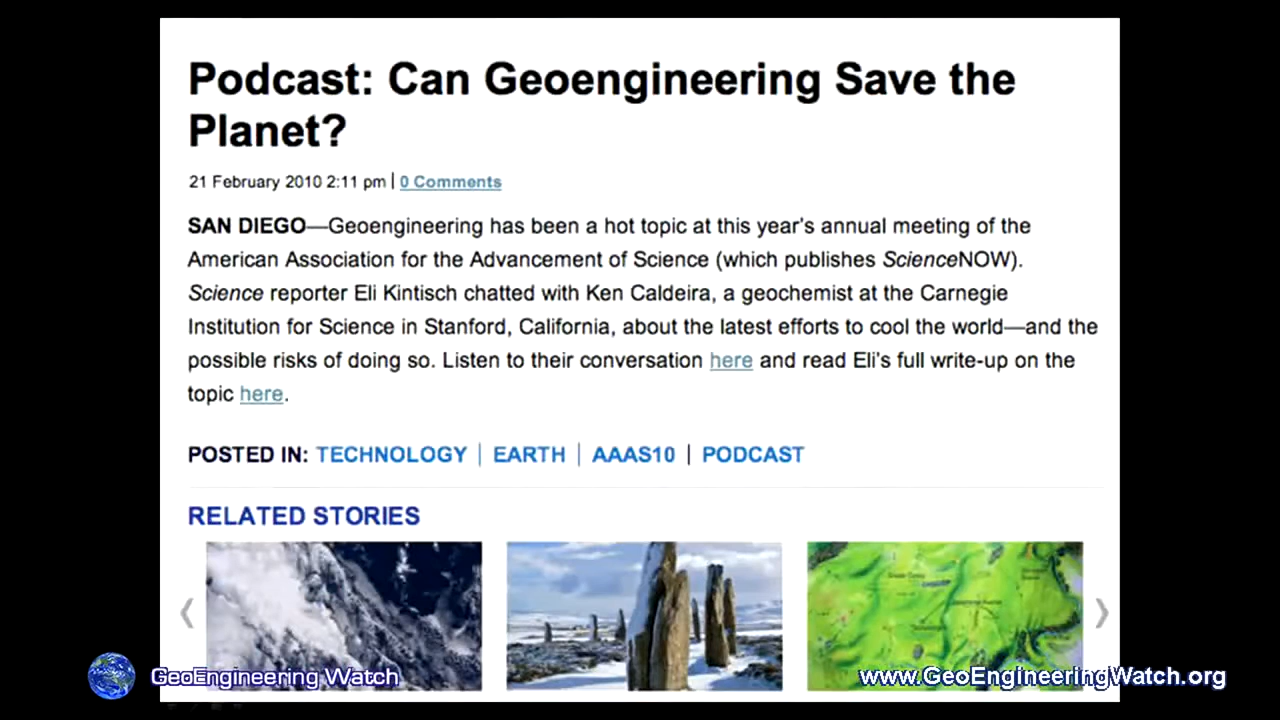 Podcast: Can Geoengineering Save the
Planet?
21 February 2010 2:11 pm | 0 Comments
SAN DIEGO—Geoengineering has been a hot topic at this year's annual meeting of the
American Association for the Advancement of Science (which publishes ScienceNOW).
Science reporter Eli Kintisch chatted with Ken Caldeira, a geochemist at the Carnegie
Institution for Science in Stanford, California, about the latest efforts to cool the world—and the
possible risks of doing so. Listen to their conversation here and read Eli's full write-up on the
topic here.
POSTED IN: TECHNOLOGY | EARTH | AAAS10 | PODCAST
RELATED STORIES
GeoEngineering Watch
www.GeoEngineeringWatch.org